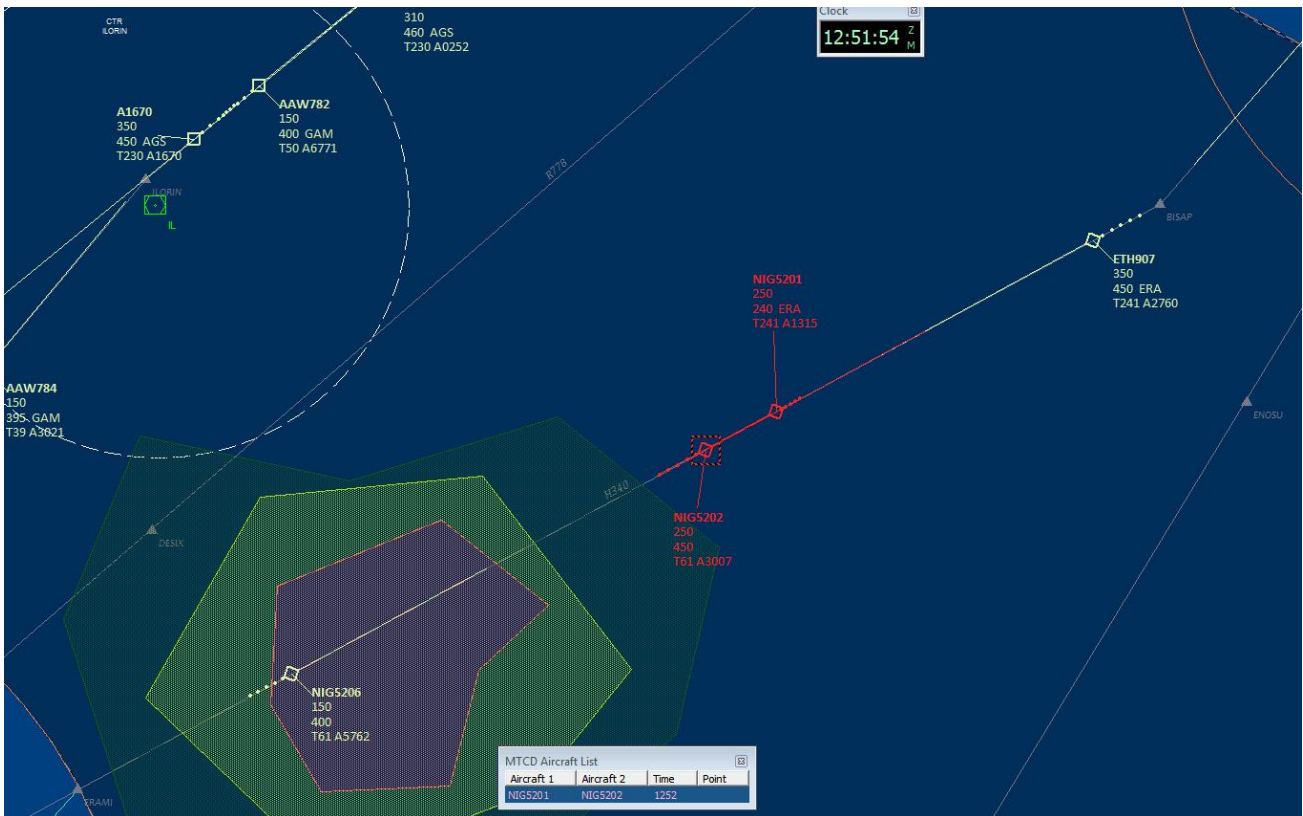 CTR
ILORIN
310
460 AGS
T230 A0252
Clock
12:51:54 Z
M
A1670
350
450 AGS
T230 A1670
AAW782
150
400 GAM
T50 A6771
ILORIN
IL
R778
BISAP
ETH907
350
450 ERA
T241 A2760
NIG5201
250
240 ERA
T241 A1315
AAW784
150
395 GAM
T39 A3021
ENOSU
H340
NIG5202
250
450
T61 A3007
DESIX
NIG5206
150
400
T61 A5762
ERAMI
MTCD Aircraft List
Aircraft 1 Aircraft 2 Time Point
NIG5201 NIG5202 1252